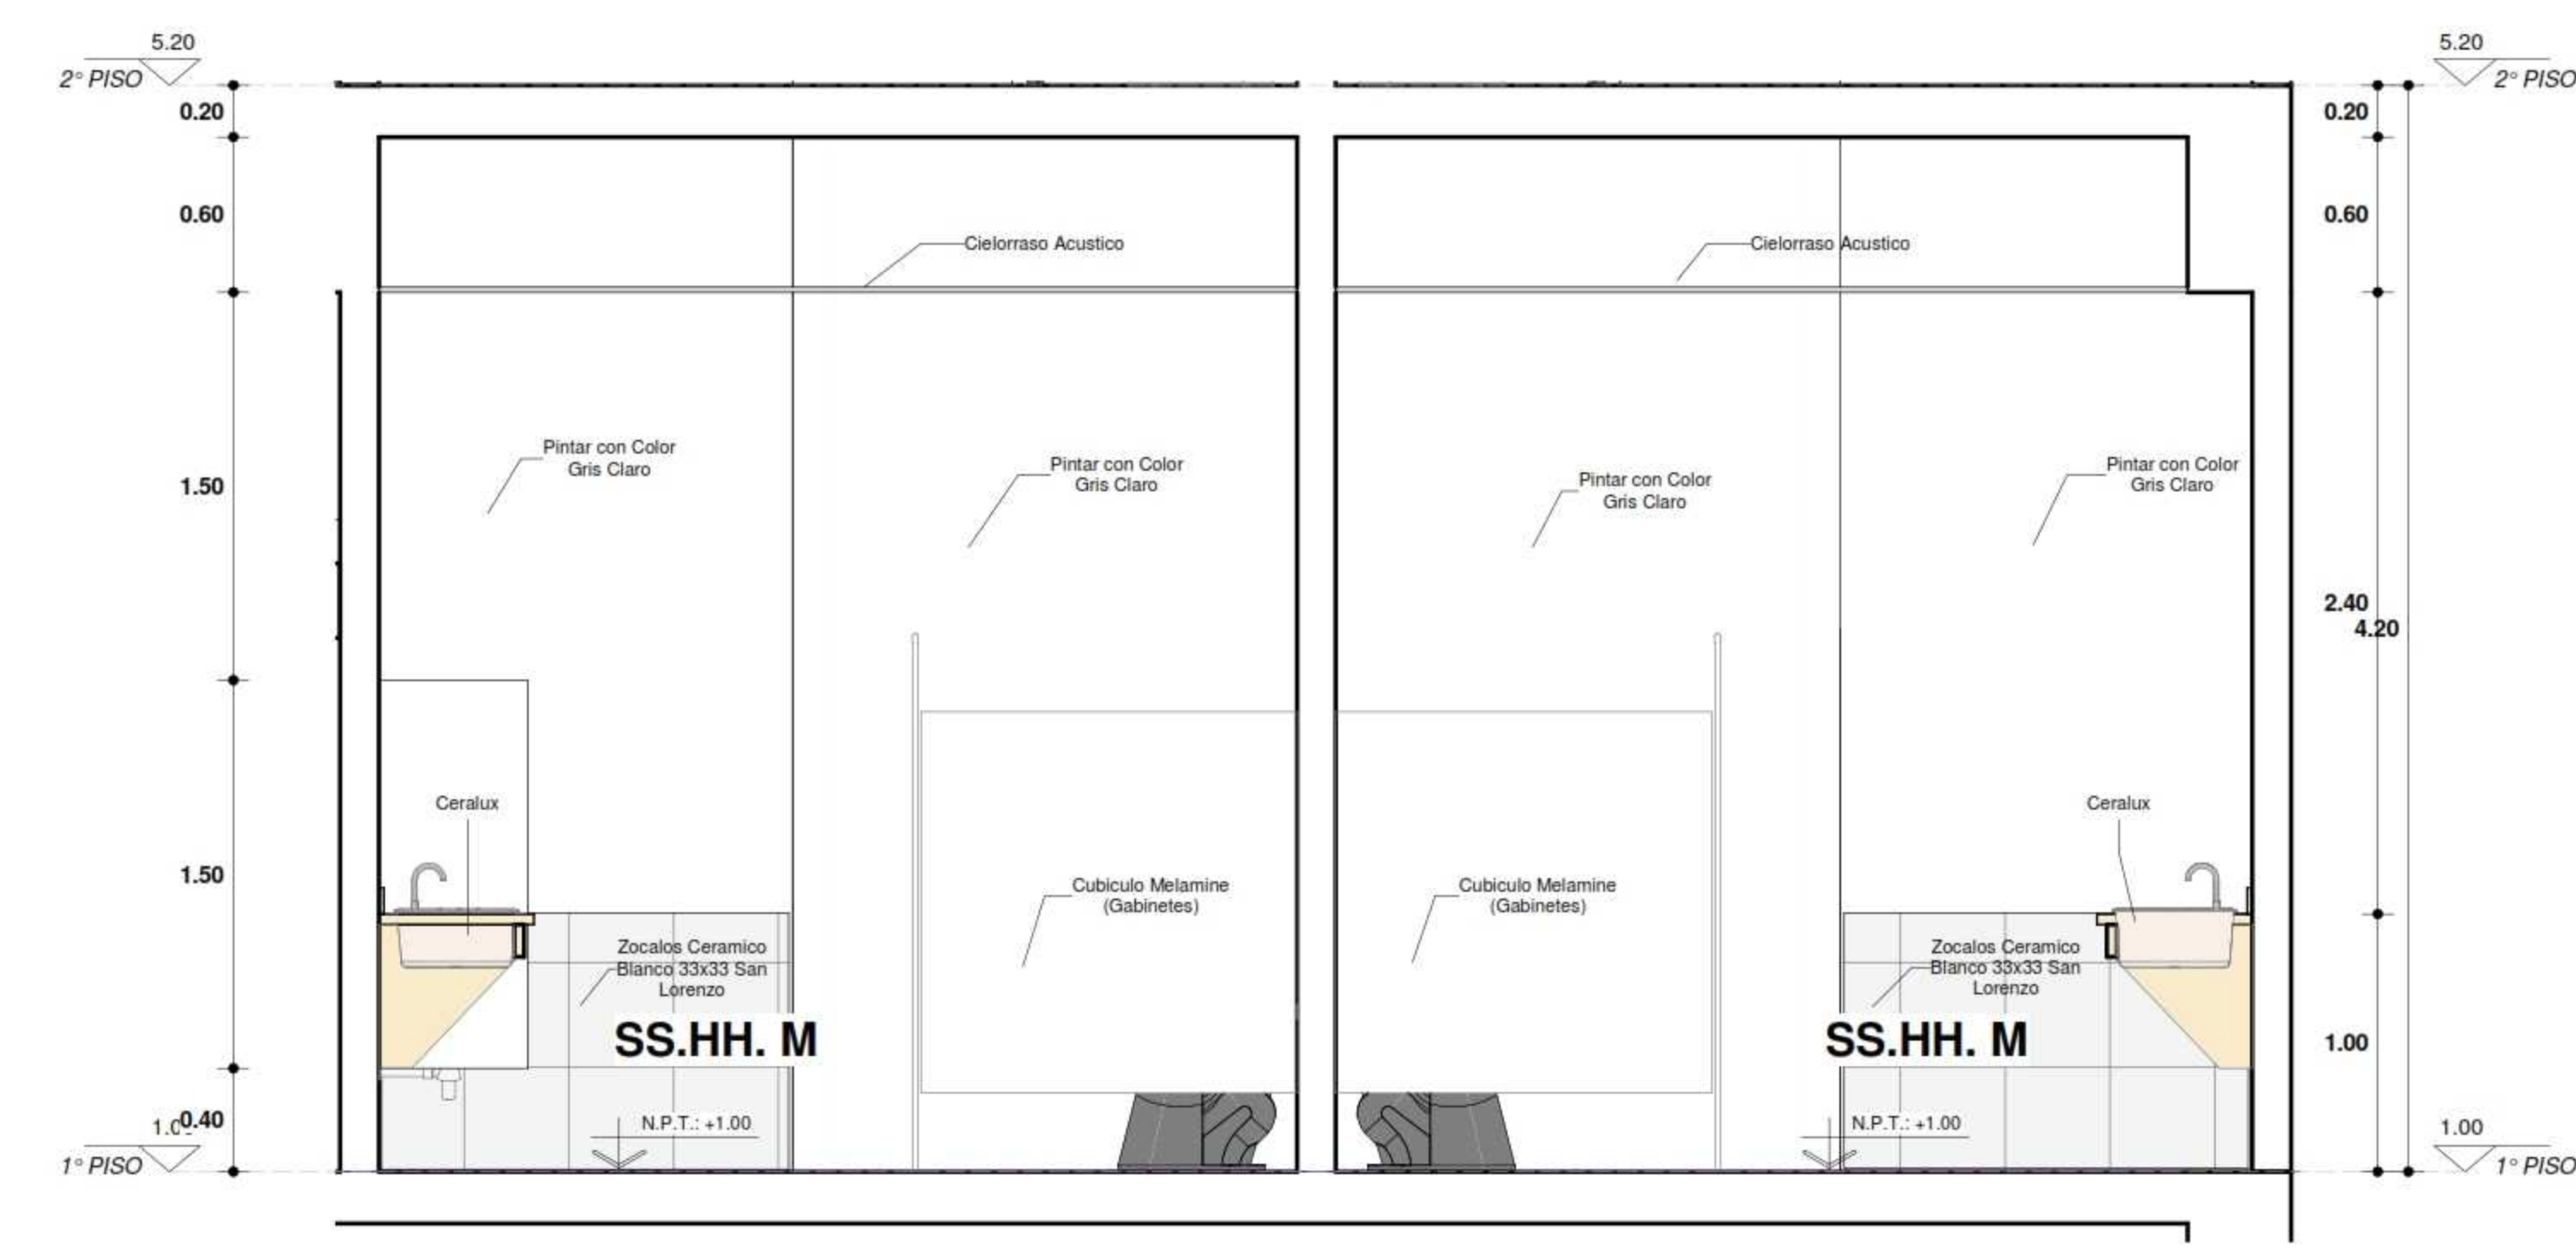 5.20
5.20
2° PISO
2° PISO
0.20
0.20
0.60
0.60
Cielorraso Acustico
Cielorraso Acustico
Pintar con Color
Gris Claro
Pintar con Color
Gris Claro
Pintar con Color
Gris Claro
Pintar con Color
Gris Claro
1.50
2.40
4.20
Ceralux
Ceralux
1.50
Cubiculo Melamine
(Gabinetes)
Cubiculo Melamine
(Gabinetes)
Zocalos Ceramico
Blanco 33x33 San
Lorenzo
Zocalos Ceramico
Blanco 33x33 San
Lorenzo
SS.HH. M
SS.HH. M
1.00
0.40
N.P.T.: +1.00
N.P.T.: +1.00
1.00
1° PISO
1° PISO